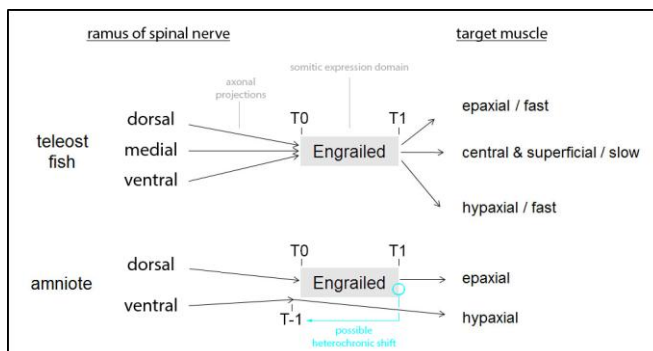 ramus of spinal nerve
target muscle
axonal
projections
somitic expression domain
teleost
fish
dorsal
medial
ventral
T0
T1
Engrailed
epaxial / fast
central & superficial / slow
hypaxial / fast
amniote
dorsal
ventral
T0
T1
Engrailed
T-1
epaxial
hypaxial
possible
heterochronic shift